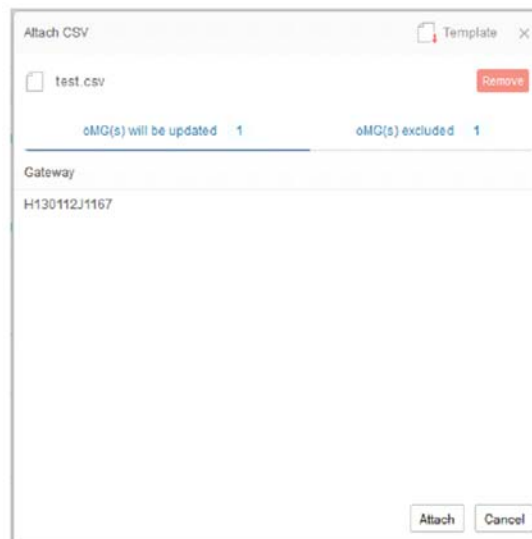 Attach CSV Template
test.csv Remove
oMG(s) will be updated 1 oMG(s) excluded 1
Gateway
H130112J1167
Attach Cancel